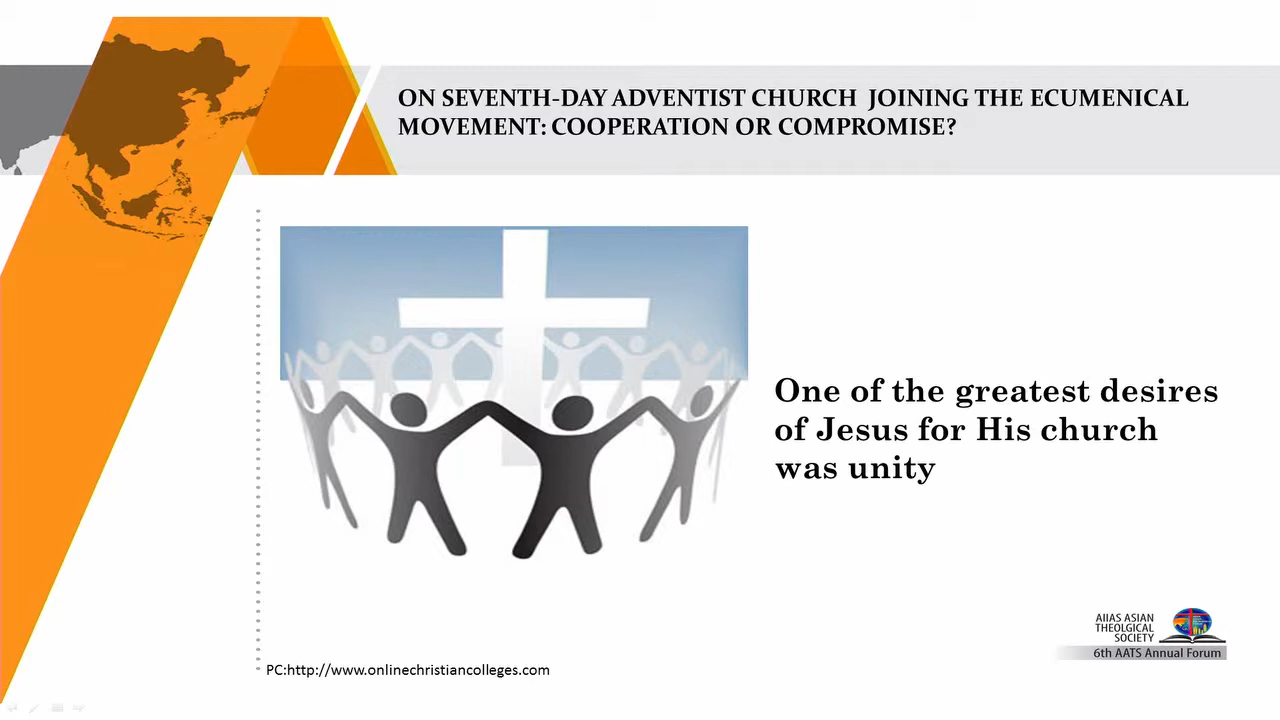 ON SEVENTH-DAY ADVENTIST CHURCH JOINING THE ECUMENICAL
MOVEMENT: COOPERATION OR COMPROMISE?
One of the greatest desires
of Jesus for His church
was unity
AIIAS ASIAN
THEOLGICAL
SOCIETY
6th AATS Annual Forum
PC:http://www.onlinechristiancolleges.com